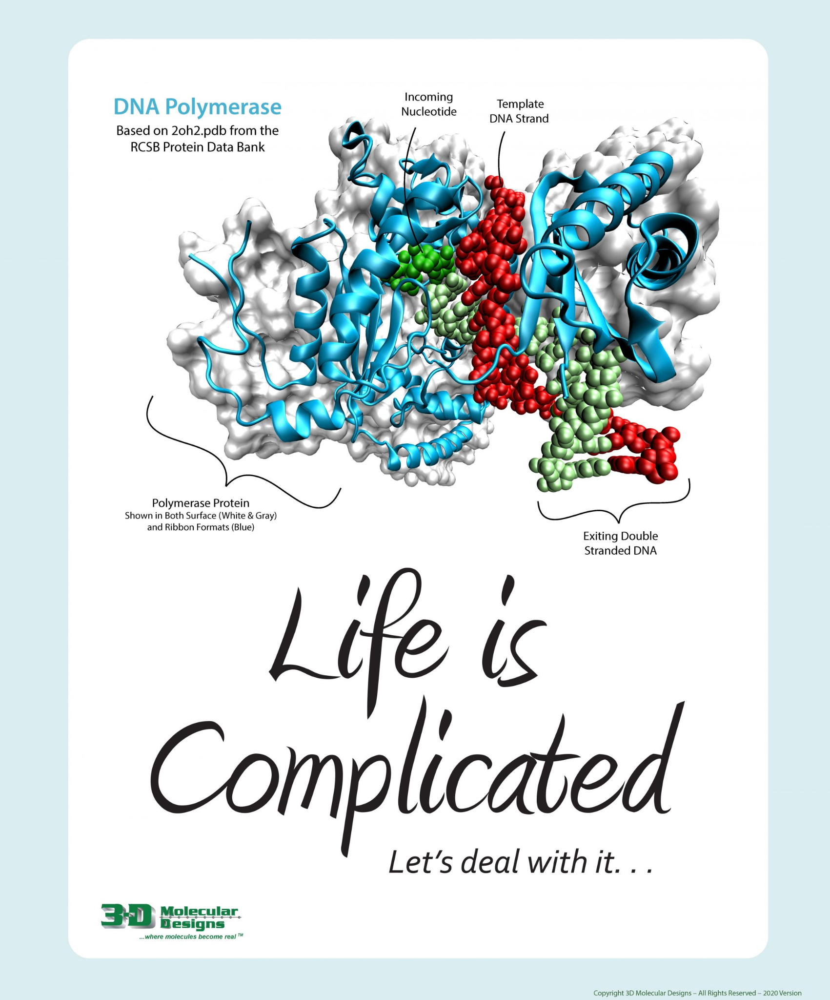 DNA Polymerase
Based on 2oh2.pdb from the
RCSB Protein Data Bank
Incoming
Nucleotide
Template
DNA Strand
Polymerase Protein
Shown in Both Surface (White & Gray)
and Ribbon Formats (Blue)
Exiting Double
Stranded DNA
Life is
Complicated
Let's deal with it. . .
3-D Molecular
Designs
...where molecules become real ™
Copyright 3D Molecular Designs – All Rights Reserved – 2020 Version